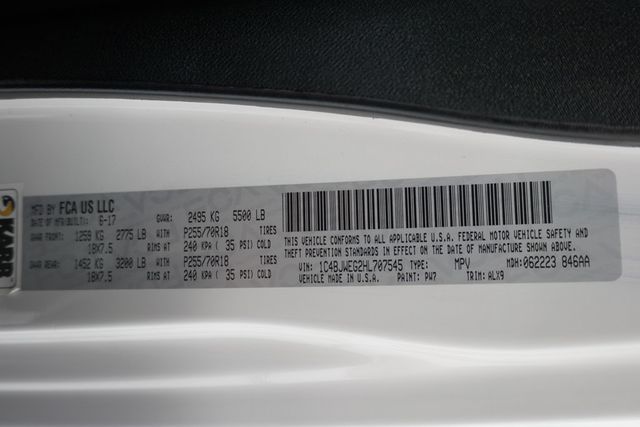 KARR
MFD BY FCA US LLC
DATE OF MFR(BUILT): 6-17 GVWR: 2495 KG 5500 LB
GAWR FRONT: 1259 KG 2775 LB WITH P255/70R18 TIRES
18X7.5 RIMS AT 240 KPA ( 35 PSI) COLD
GAWR REAR: 1452 KG 3200 LB WITH P255/70R18 TIRES
18X7.5 RIMS AT 240 KPA ( 35 PSI) COLD
THIS VEHICLE CONFORMS TO ALL APPLICABLE U.S.A. FEDERAL MOTOR VEHICLE SAFETY AND
THEFT PREVENTION STANDARDS IN EFFECT ON THE DATE OF MANUFACTURE SHOWN ABOVE.
VIN: 1C4BJWEG2HL707545 TYPE: MPV MDH: 062223 846AA
VEHICLE MADE IN U.S.A. PAINT: PW7 TRIM: ALX9